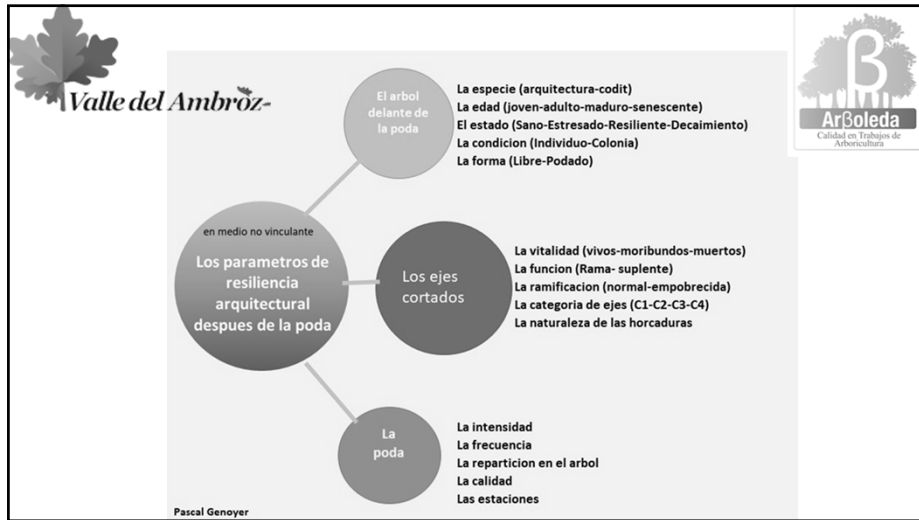 Valle del Ambroz
β
Arβoleda
Calidad en Trabajos de
Arboricultura
El arbol
delante de
la poda
La especie (arquitectura-codit)
La edad (joven-adulto-maduro-senescente)
El estado (Sano-Estresado-Resiliente-Decaimiento)
La condicion (Individuo-Colonia)
La forma (Libre-Podado)
en medio no vinculante
Los parametros de
resiliencia
arquitectural
despues de la poda
Los ejes
cortados
La vitalidad (vivos-moribundos-muertos)
La funcion (Rama- suplente)
La ramificacion (normal-empobrecida)
La categoria de ejes (C1-C2-C3-C4)
La naturaleza de las horcaduras
La
poda
La intensidad
La frecuencia
La reparticion en el arbol
La calidad
Las estaciones
Pascal Genoyer